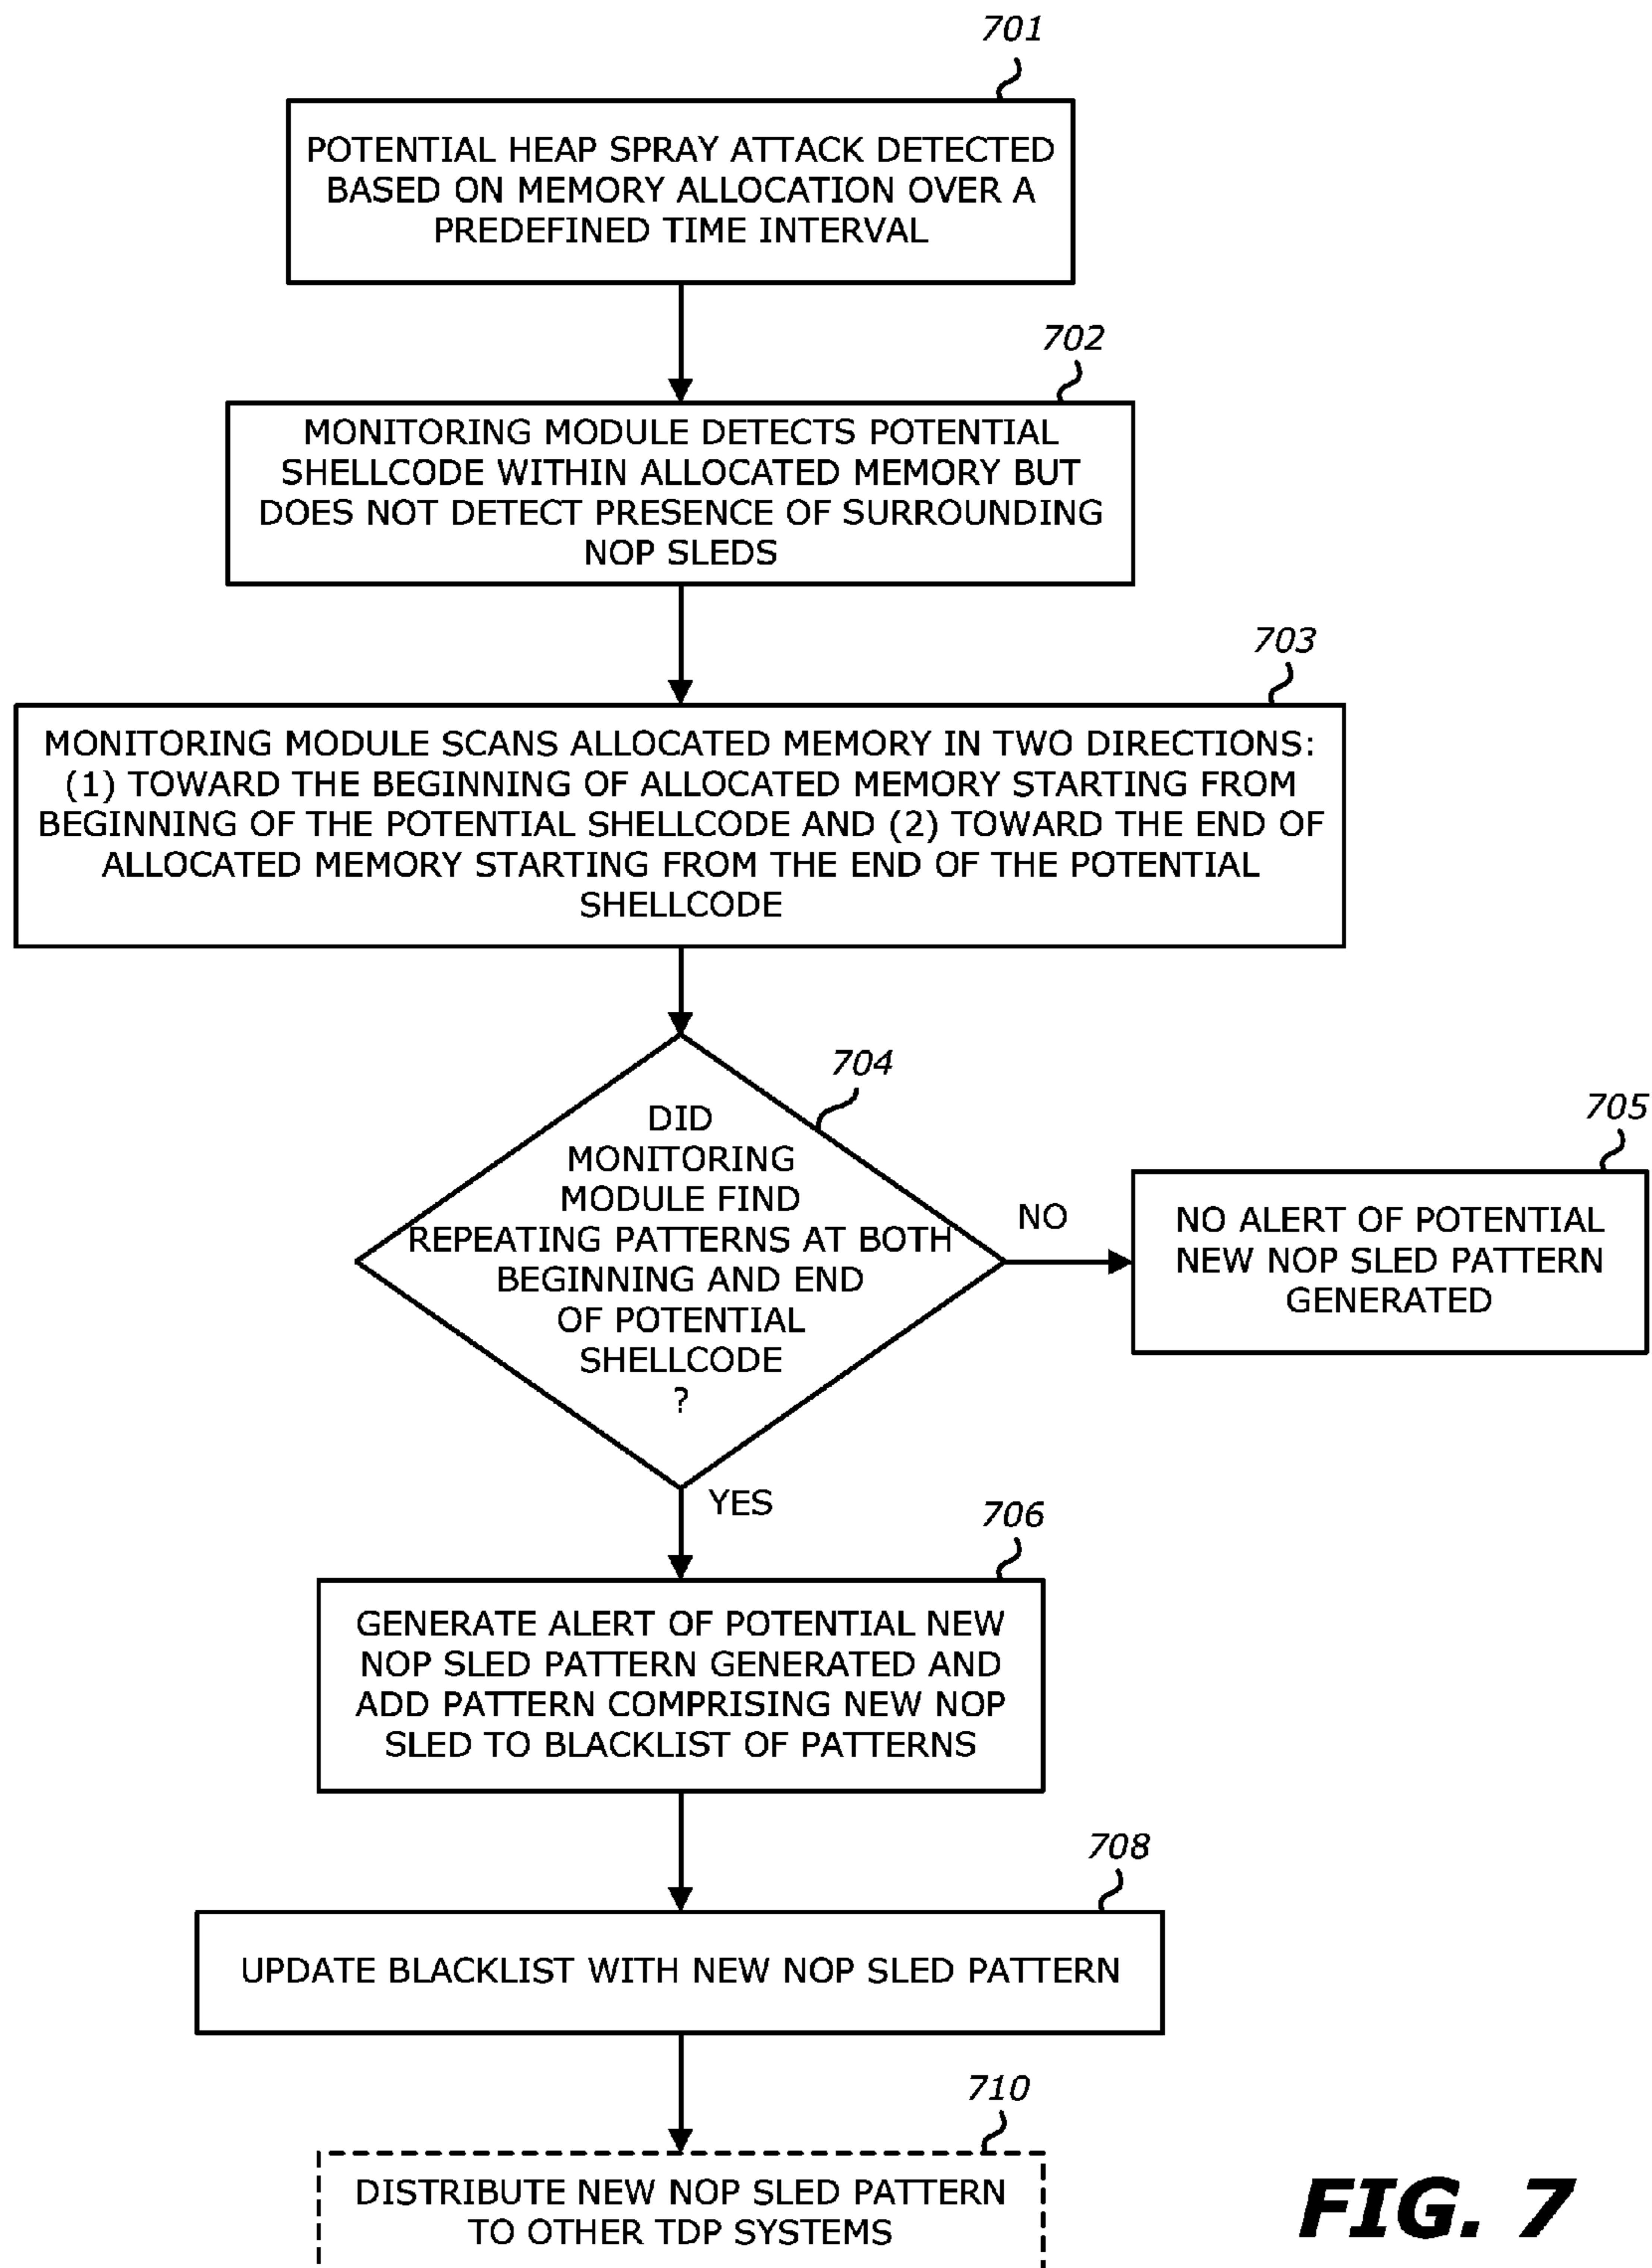 701
POTENTIAL HEAP SPRAY ATTACK DETECTED
BASED ON MEMORY ALLOCATION OVER A
PREDEFINED TIME INTERVAL
702
MONITORING MODULE DETECTS POTENTIAL
SHELLCODE WITHIN ALLOCATED MEMORY BUT
DOES NOT DETECT PRESENCE OF SURROUNDING
NOP SLEDS
703
MONITORING MODULE SCANS ALLOCATED MEMORY IN TWO DIRECTIONS:
(1) TOWARD THE BEGINNING OF ALLOCATED MEMORY STARTING FROM
BEGINNING OF THE POTENTIAL SHELLCODE AND (2) TOWARD THE END OF
ALLOCATED MEMORY STARTING FROM THE END OF THE POTENTIAL
SHELLCODE
704
DID
MONITORING
MODULE FIND
REPEATING PATTERNS AT BOTH
BEGINNING AND END
OF POTENTIAL
SHELLCODE
?
NO
705
NO ALERT OF POTENTIAL
NEW NOP SLED PATTERN
GENERATED
YES
706
GENERATE ALERT OF POTENTIAL NEW
NOP SLED PATTERN GENERATED AND
ADD PATTERN COMPRISING NEW NOP
SLED TO BLACKLIST OF PATTERNS
708
UPDATE BLACKLIST WITH NEW NOP SLED PATTERN
710
DISTRIBUTE NEW NOP SLED PATTERN
TO OTHER TDP SYSTEMS
FIG. 7